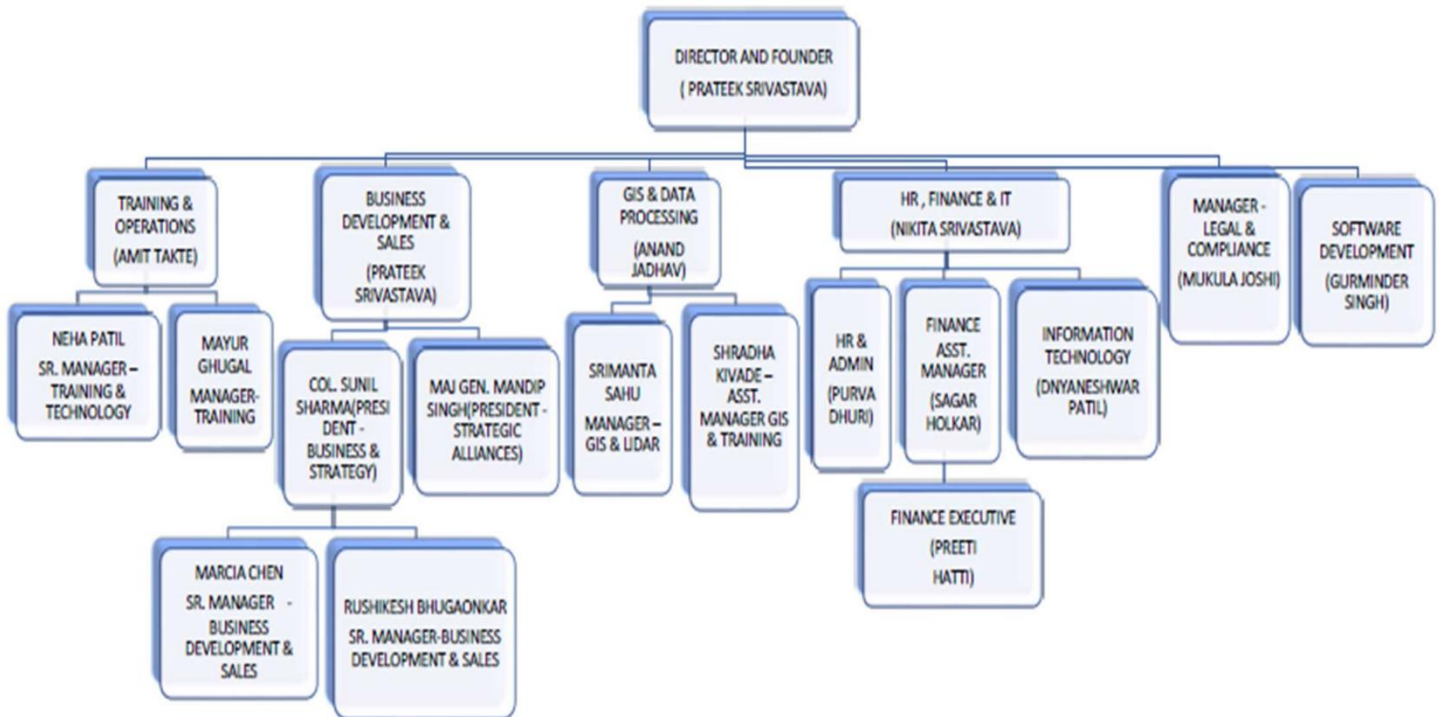 DIRECTOR AND FOUNDER
( PRATEEK SRIVASTAVA)
TRAINING &
OPERATIONS
(AMIT TAKTE)
BUSINESS
DEVELOPMENT &
SALES
(PRATEEK
SRIVASTAVA)
GIS & DATA
PROCESSING
(ANAND
JADHAV)
HR , FINANCE & IT
(NIKITA SRIVASTAVA)
MANAGER -
LEGAL &
COMPLIANCE
(MUKULA JOSHI)
SOFTWARE
DEVELOPMENT
(GURMINDER
SINGH)
NEHA PATIL
SR. MANAGER –
TRAINING &
TECHNOLOGY
MAYUR
GHUGAL
MANAGER-
TRAINING
COL. SUNIL
SHARMA(PRESI
DENT -
BUSINESS &
STRATEGY)
MAJ GEN. MANDIP
SINGH(PRESIDENT -
STRATEGIC
ALLIANCES)
SRIMANTA
SAHU
MANAGER –
GIS & LIDAR
SHRADHA
KIVADE –
ASST.
MANAGER GIS
& TRAINING
HR &
ADMIN
(PURVA
DHURI)
FINANCE
ASST.
MANAGER
(SAGAR
HOLKAR)
INFORMATION
TECHNOLOGY
(DNYANESHWAR
PATIL)
FINANCE EXECUTIVE
(PREETI
HATTI)
MARCIA CHEN
SR. MANAGER -
BUSINESS
DEVELOPMENT &
SALES
RUSHIKESH BHUGAONKAR
SR. MANAGER-BUSINESS
DEVELOPMENT & SALES